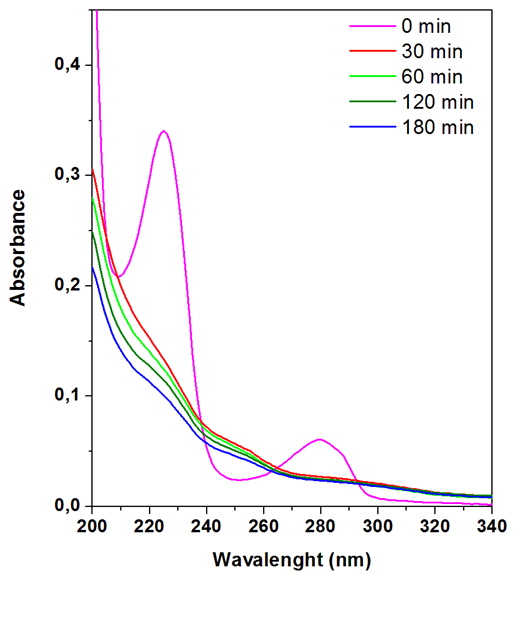 0 min
30 min
60 min
120 min
180 min
0,4
0,3
0,2
0,1
0,0
Absorbance
200 220 240 260 280 300 320 340
Wavalenght (nm)